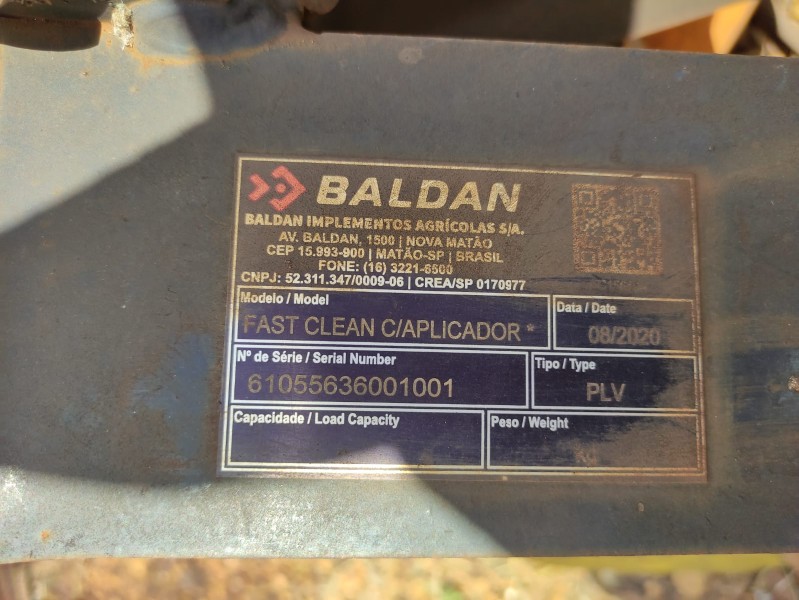 BALDAN
BALDAN IMPLEMENTOS AGRÍCOLAS S/A.
AV. BALDAN, 1500 | NOVA MATÃO
CEP 15.993-900 | MATÃO-SP | BRASIL
FONE: (16) 3221-6500
CNPJ: 52.311.347/0009-06 | CREA/SP 0170977
Modelo / Model
FAST CLEAN C/APLICADOR *
Data / Date
08/2020
Nº de Série / Serial Number
61055636001001
Tipo / Type
PLV
Capacidade / Load Capacity
Peso / Weight